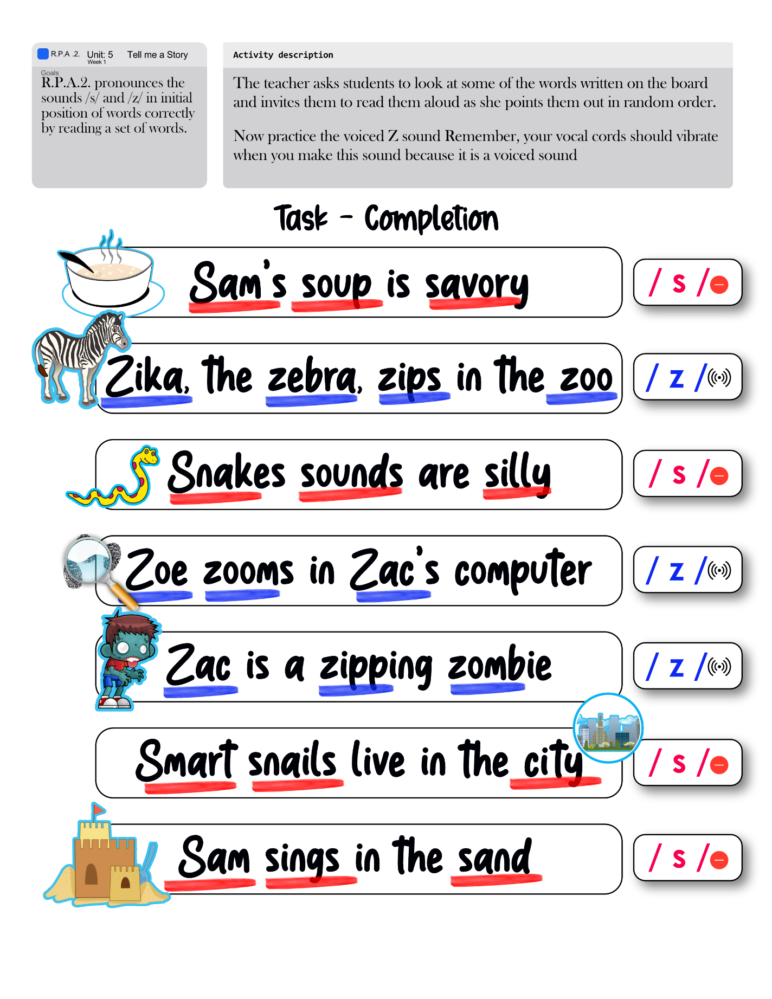 R.P.A .2. Unit: 5 Tell me a Story
Week 1
Goals
R.P.A.2. pronounces the
sounds /s/ and /z/ in initial
position of words correctly
by reading a set of words.
Activity description
The teacher asks students to look at some of the words written on the board
and invites them to read them aloud as she points them out in random order.
Now practice the voiced Z sound Remember, your vocal cords should vibrate
when you make this sound because it is a voiced sound
Task - Completion
Sam's soup is savory
/ s /
Zika, the zebra, zips in the zoo
/ z /
Snakes sounds are silly
/ s /
Zoe zooms in Zac's computer
/ z /
Zac is a zipping zombie
/ z /
Smart snails live in the city
/ s /
Sam sings in the sand
/ s /